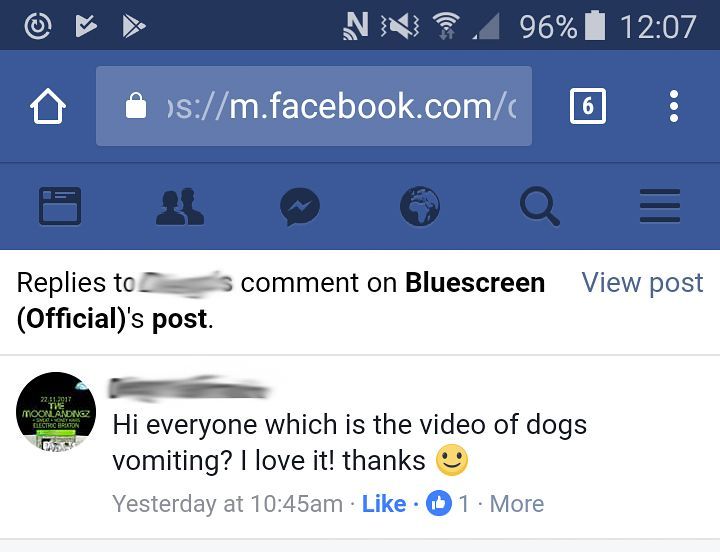 96% 12:07
ps://m.facebook.com/
6
Replies to 's comment on Bluescreen View post
(Official)'s post.
22.11.2017
THE
MOONLANDINGZ
ELECTRIC BRIXTON
Hi everyone which is the video of dogs
vomiting? I love it! thanks 🙂
Yesterday at 10:45am · Like · 1 · More